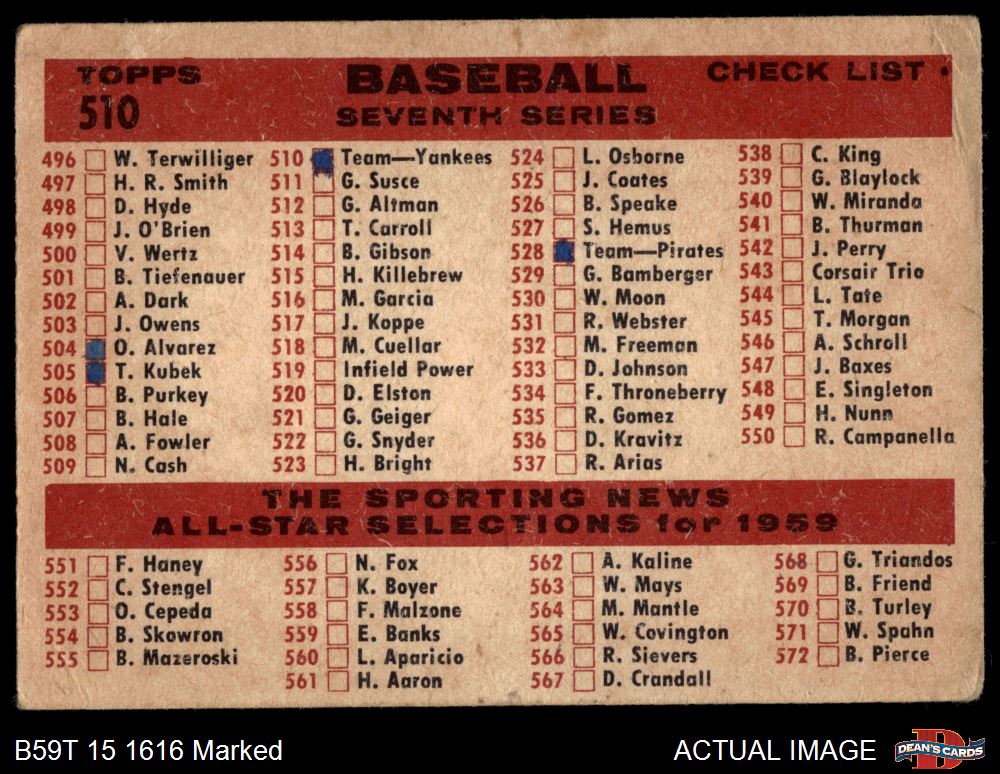 TOPPS BASEBALL CHECK LIST •
510 SEVENTH SERIES
496 W. Terwilliger
497 H. R. Smith
498 D. Hyde
499 J. O'Brien
500 V. Wertz
501 B. Tiefenauer
502 A. Dark
503 J. Owens
504 O. Alvarez
505 T. Kubek
506 B. Purkey
507 B. Hale
508 A. Fowler
509 N. Cash
510 Team—Yankees
511 G. Susce
512 G. Altman
513 T. Carroll
514 B. Gibson
515 H. Killebrew
516 M. Garcia
517 J. Koppe
518 M. Cuellar
519 Infield Power
520 D. Elston
521 G. Geiger
522 G. Snyder
523 H. Bright
524 L. Osborne
525 J. Coates
526 B. Speake
527 S. Hemus
528 Team—Pirates
529 G. Bamberger
530 W. Moon
531 R. Webster
532 M. Freeman
533 D. Johnson
534 F. Throneberry
535 R. Gomez
536 D. Kravitz
537 R. Arias
538 C. King
539 G. Blaylock
540 W. Miranda
541 B. Thurman
542 J. Perry
543 Corsair Trio
544 L. Tate
545 T. Morgan
546 A. Schroll
547 J. Baxes
548 E. Singleton
549 H. Nunn
550 R. Campanella
THE SPORTING NEWS
ALL-STAR SELECTIONS for 1959
551 F. Haney
552 C. Stengel
553 O. Cepeda
554 B. Skowron
555 B. Mazeroski
556 N. Fox
557 K. Boyer
558 F. Malzone
559 E. Banks
560 L. Aparicio
561 H. Aaron
562 A. Kaline
563 W. Mays
564 M. Mantle
565 W. Covington
566 R. Sievers
567 D. Crandall
568 G. Triandos
569 B. Friend
570 B. Turley
571 W. Spahn
572 B. Pierce
B59T 15 1616 Marked
ACTUAL IMAGE
DEAN'S CARDS